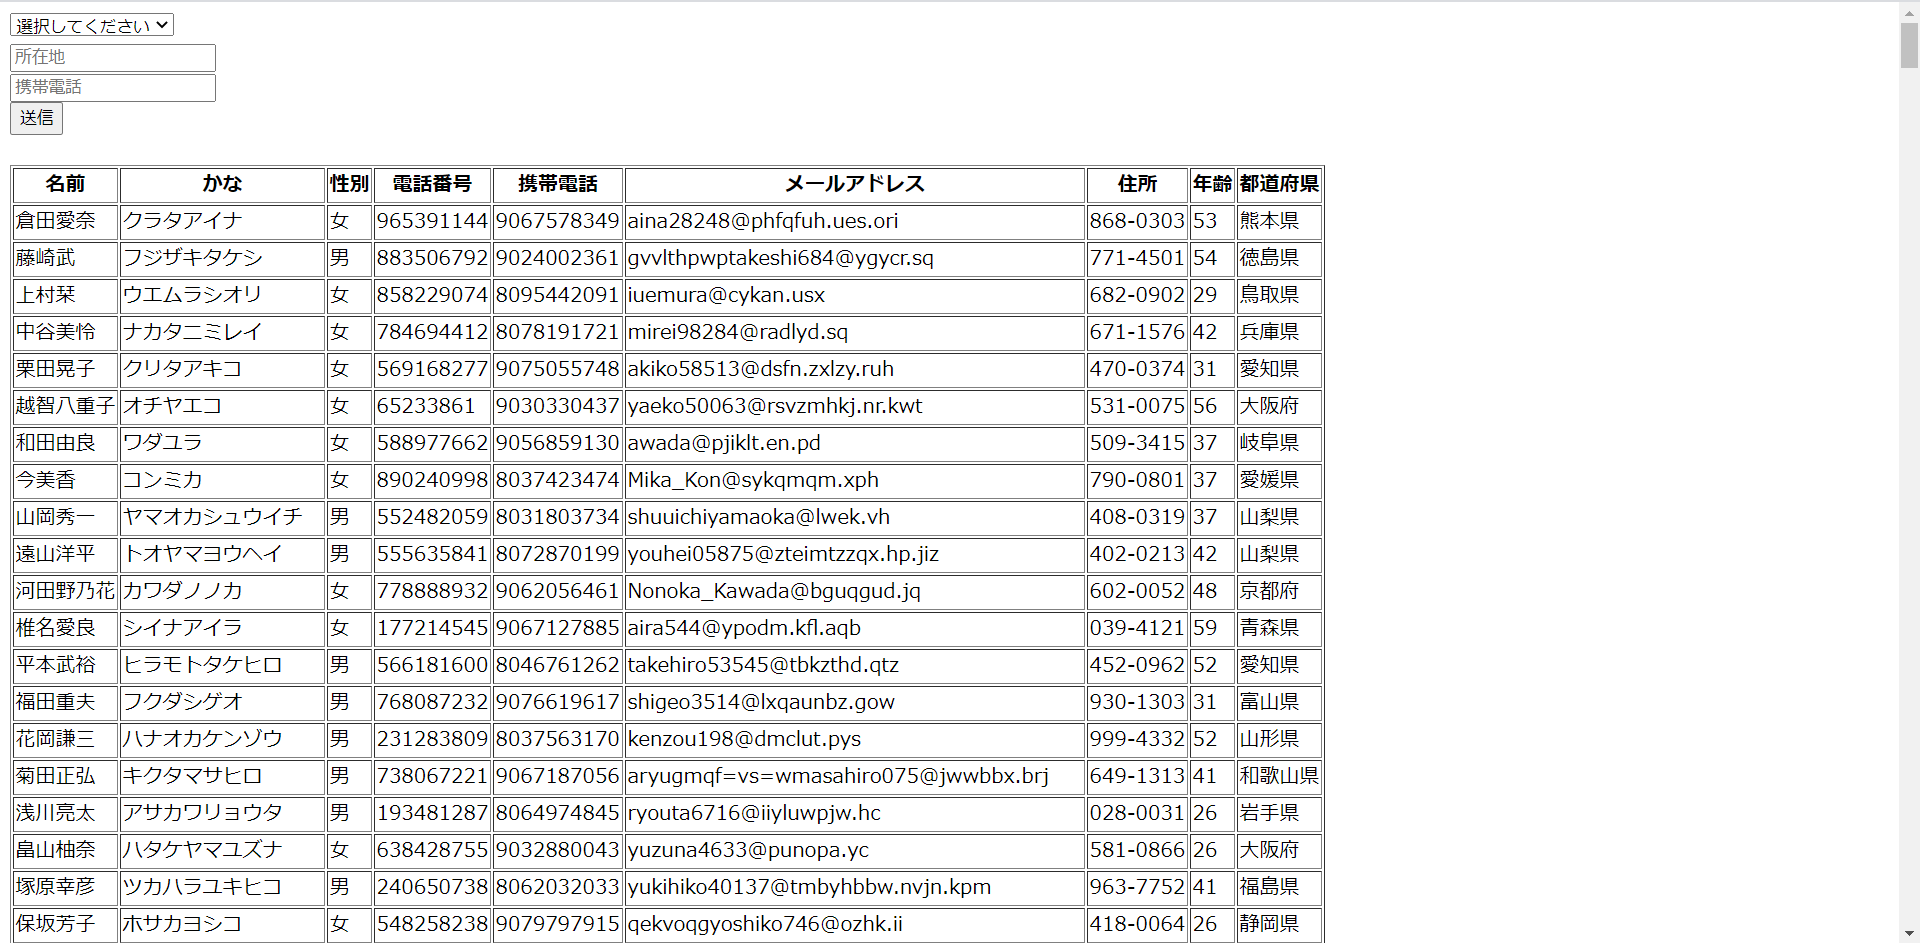 選択してください
所在地
携帯電話
送信
名前 かな 性別 電話番号 携帯電話 メールアドレス 住所 年齢 都道府県
倉田愛奈 クラタアイナ 女 965391144 9067578349 aina28248@phfqfuh.ues.ori 868-0303 53 熊本県
藤崎武 フジザキタケシ 男 883506792 9024002361 gvvlthpwptakeshi684@ygycr.sq 771-4501 54 徳島県
上村栞 ウエムラシオリ 女 858229074 8095442091 iuemura@cykan.usx 682-0902 29 鳥取県
中谷美怜 ナカタニミレイ 女 784694412 8078191721 mirei98284@radlyd.sq 671-1576 42 兵庫県
栗田晃子 クリタアキコ 女 569168277 9075055748 akiko58513@dsfn.zxlzy.ruh 470-0374 31 愛知県
越智八重子 オチヤエコ 女 65233861 9030330437 yaeko50063@rsvzmhkj.nr.kwt 531-0075 56 大阪府
和田由良 ワダユラ 女 588977662 9056859130 awada@pjiklt.en.pd 509-3415 37 岐阜県
今美香 コンミカ 女 890240998 8037423474 Mika_Kon@sykqmqm.xph 790-0801 37 愛媛県
山岡秀一 ヤマオカシュウイチ 男 552482059 8031803734 shuuichiyamaoka@lwek.vh 408-0319 37 山梨県
遠山洋平 トオヤマヨウヘイ 男 555635841 8072870199 youhei05875@zteimtzzqx.hp.jiz 402-0213 42 山梨県
河田野乃花 カワダノノカ 女 778888932 9062056461 Nonoka_Kawada@bguqgud.jq 602-0052 48 京都府
椎名愛良 シイナアイラ 女 177214545 9067127885 aira544@ypodm.kfl.aqb 039-4121 59 青森県
平本武裕 ヒラモトタケヒロ 男 566181600 8046761262 takehiro53545@tbkzthd.qtz 452-0962 52 愛知県
福田重夫 フクダシゲオ 男 768087232 9076619617 shigeo3514@lxqaunbz.gow 930-1303 31 富山県
花岡謙三 ハナオカケンゾウ 男 231283809 8037563170 kenzou198@dmclut.pys 999-4332 52 山形県
菊田正弘 キクタマサヒロ 男 738067221 9067187056 aryugmqf=vs=wmasahiro075@jwwbbx.brj 649-1313 41 和歌山県
浅川亮太 アサカワリョウタ 男 193481287 8064974845 ryouta6716@iiyluwpjw.hc 028-0031 26 岩手県
畠山柚奈 ハタケヤマユズナ 女 638428755 9032880043 yuzuna4633@punopa.yc 581-0866 26 大阪府
塚原幸彦 ツカハラユキヒコ 男 240650738 8062032033 yukihiko40137@tmbyhbbw.nvjn.kpm 963-7752 41 福島県
保坂芳子 ホサカヨシコ 女 548258238 9079797915 qekvoqgyoshiko746@ozhk.ii 418-0064 26 静岡県